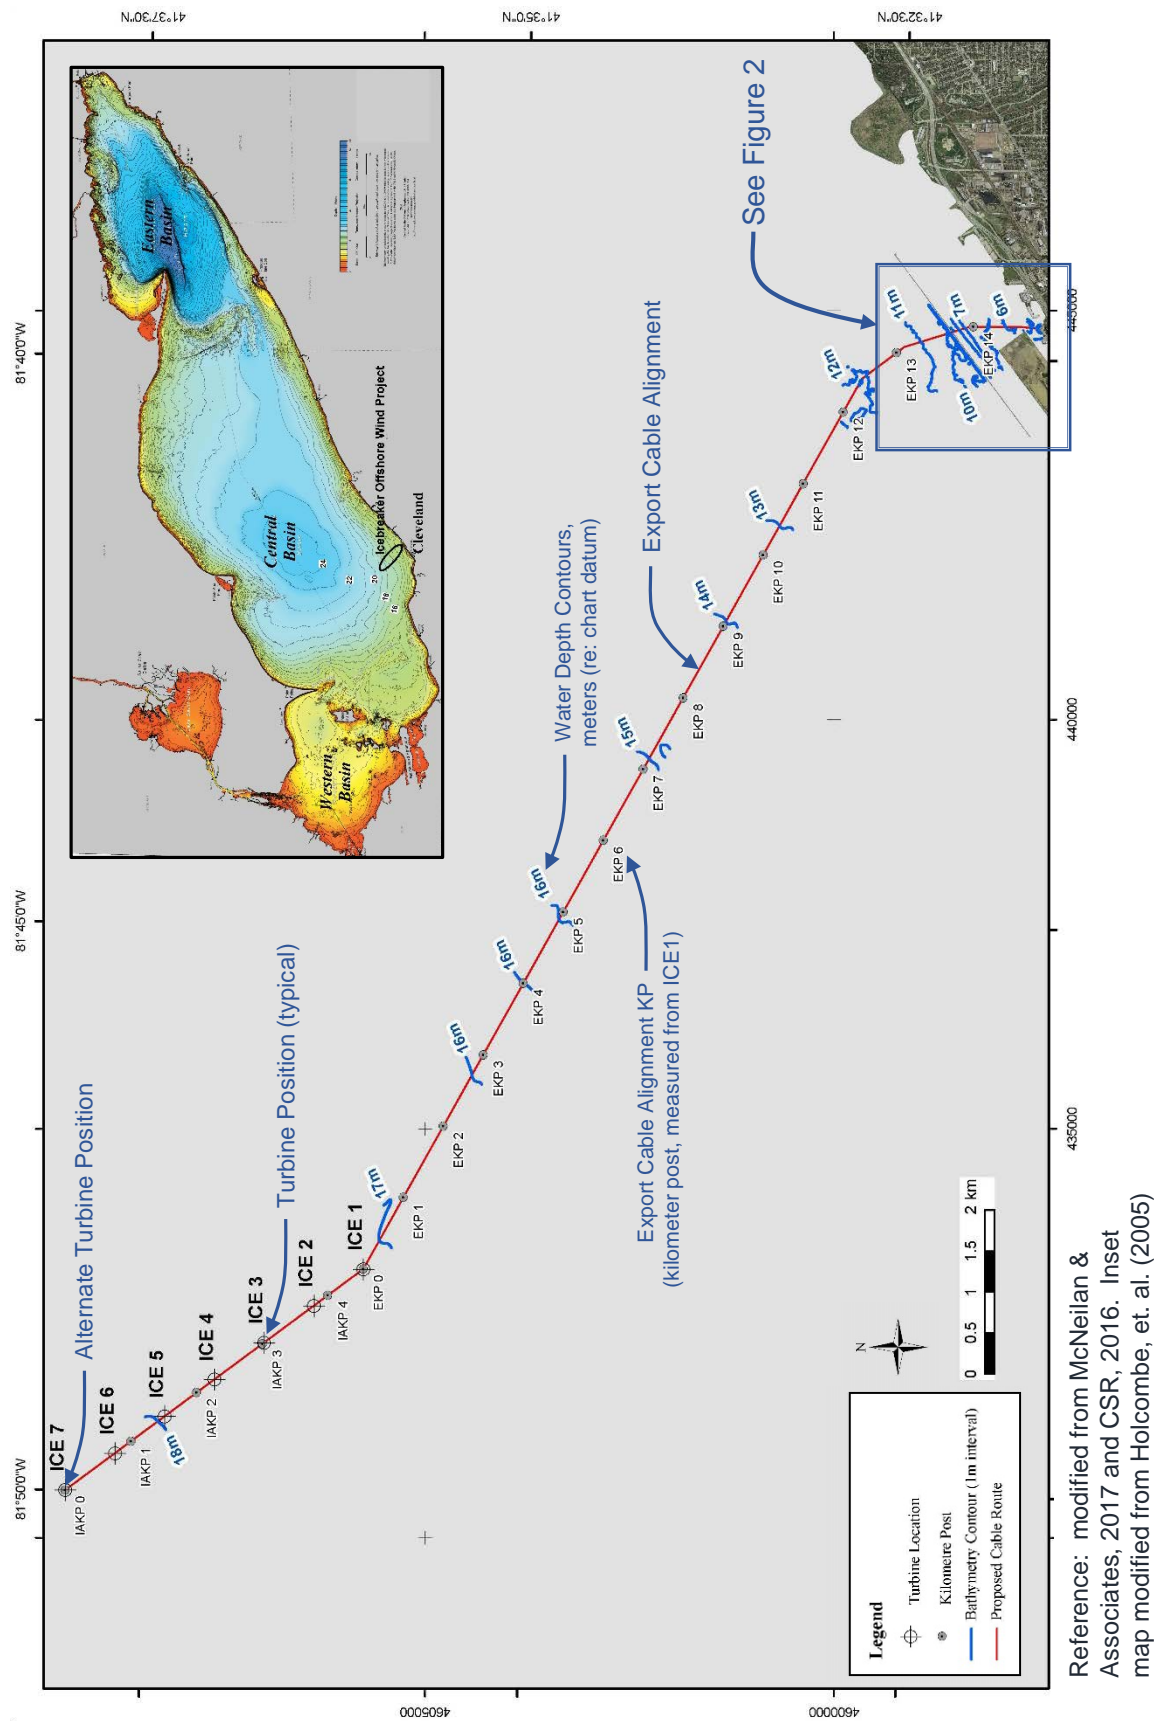 81°50'0"W
81°45'0"W
81°40'0"W
41°37'30"N
41°35'0"N
41°32'30"N
4605000
4600000
435000
440000
445000
Western
Basin
Central
Basin
Eastern
Basin
24
22
20
18
16
Icebreaker Offshore Wind Project
Cleveland
Alternate Turbine Position
Turbine Position (typical)
Water Depth Contours,
meters (re: chart datum)
Export Cable Alignment
See Figure 2
Export Cable Alignment KP
(kilometer post, measured from ICE1)
ICE 7
ICE 6
ICE 5
ICE 4
ICE 3
ICE 2
ICE 1
IAKP 0
IAKP 1
IAKP 2
IAKP 3
IAKP 4
EKP 0
EKP 1
EKP 2
EKP 3
EKP 4
EKP 5
EKP 6
EKP 7
EKP 8
EKP 9
EKP 10
EKP 11
EKP 12
EKP 13
EKP 14
18m
17m
16m
16m
16m
15m
14m
13m
12m
11m
10m
7m
6m
Legend
Turbine Location
Kilometre Post
Bathymetry Contour (1m interval)
Proposed Cable Route
N
0 0.5 1 1.5 2 km
Reference: modified from McNeilan &
Associates, 2017 and CSR, 2016. Inset
map modified from Holcombe, et. al. (2005)